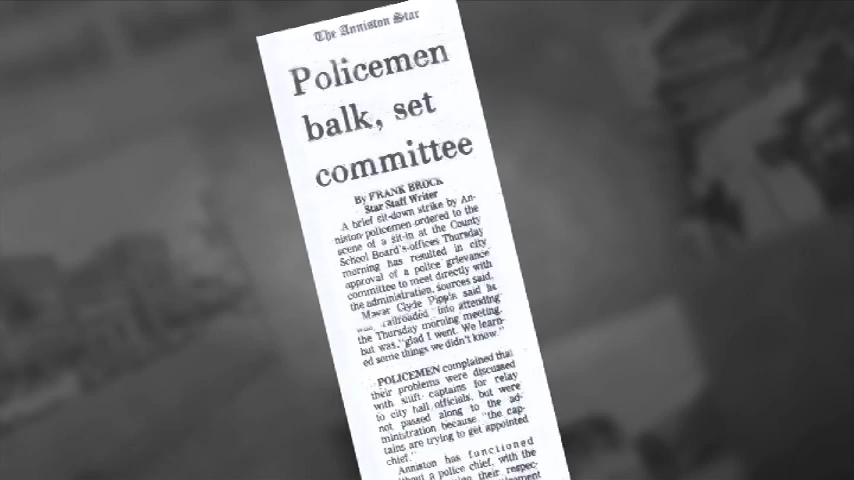 The Anniston Star
Policemen
balk, set
committee
By FRANK BROCK
Star Staff Writer
A brief sit-down strike by An-
niston policemen ordered to the
scene of a sit-in at the County
School Board's offices Thursday
morning has resulted in city
approval of a police grievance
committee to meet directly with
the administration, sources said.
Mayor Clyde Pippin said he
was railroaded into attending
the Thursday morning meeting,
but was "glad I went. We learn-
ed some things we didn't know."
POLICEMEN complained that
their problems were discussed
with shift captains for relay
to city hall officials, but were
not passed along to the ad-
ministration because "the cap-
tains are trying to get appointed
chief."
Anniston has functioned
without a police chief, with the
their respec-